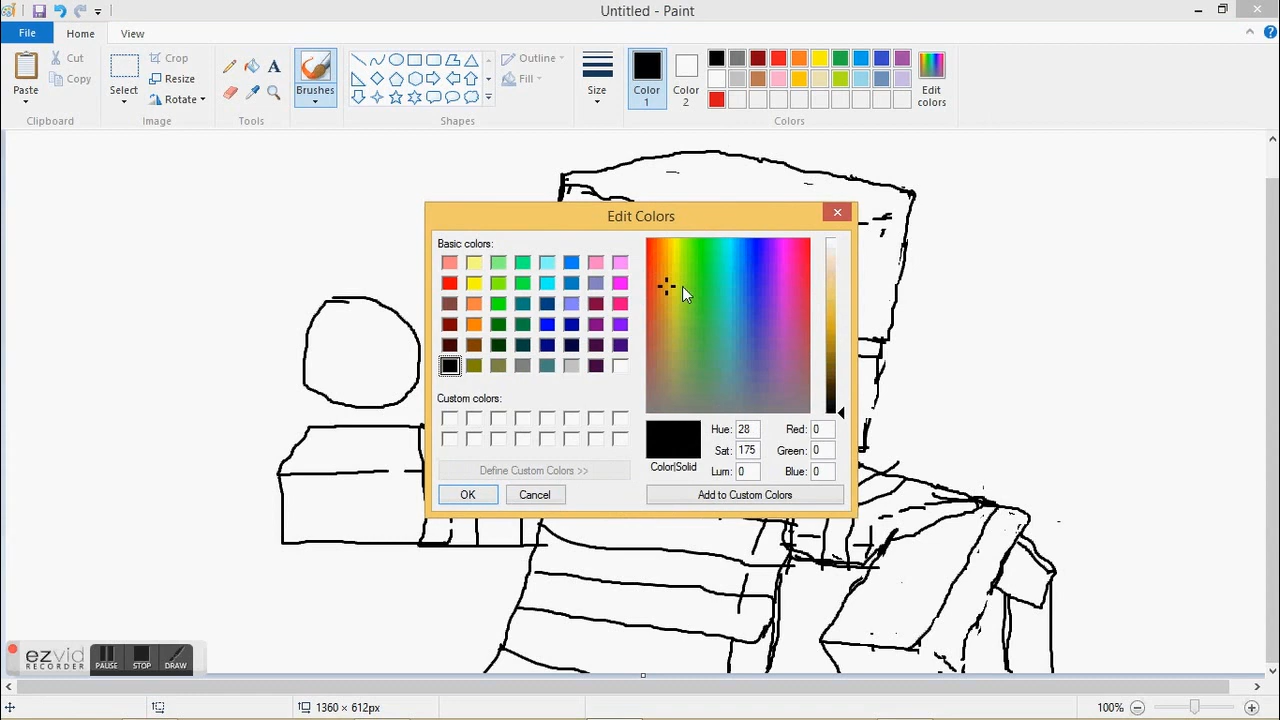 Untitled - Paint
File Home View
Paste
Cut
Copy
Clipboard
Select
Crop
Resize
Rotate
Image
A
Tools
Brushes
Outline
Fill
Shapes
Size
Color 1
Color 2
Edit colors
Colors
Edit Colors
Basic colors:
Custom colors:
Define Custom Colors >>
OK
Cancel
Color|Solid
Hue: 28
Sat: 175
Lum: 0
Red: 0
Green: 0
Blue: 0
Add to Custom Colors
ezvid
RECORDER
PAUSE
STOP
DRAW
1360 × 612px
100%